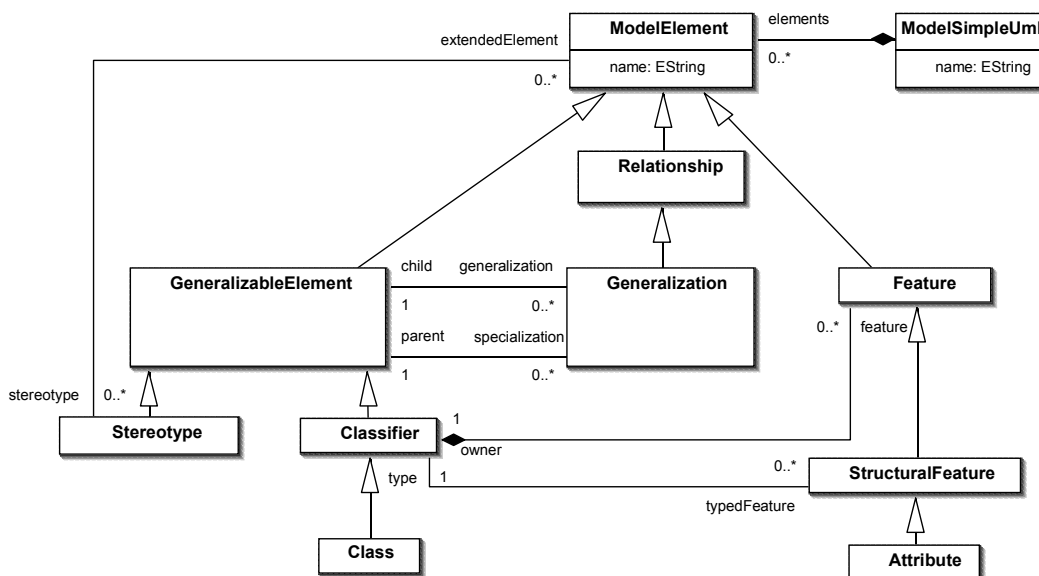 elements
ModelElement
ModelSimpleUml
extendedElement
0..*
0..*
name: EString
name: EString
Relationship
GeneralizableElement
child
generalization
Generalization
Feature
1
0..*
0..*
feature
parent
specialization
1
0..*
stereotype
0..*
Stereotype
Classifier
1
owner
type
1
0..*
StructuralFeature
typedFeature
Class
Attribute